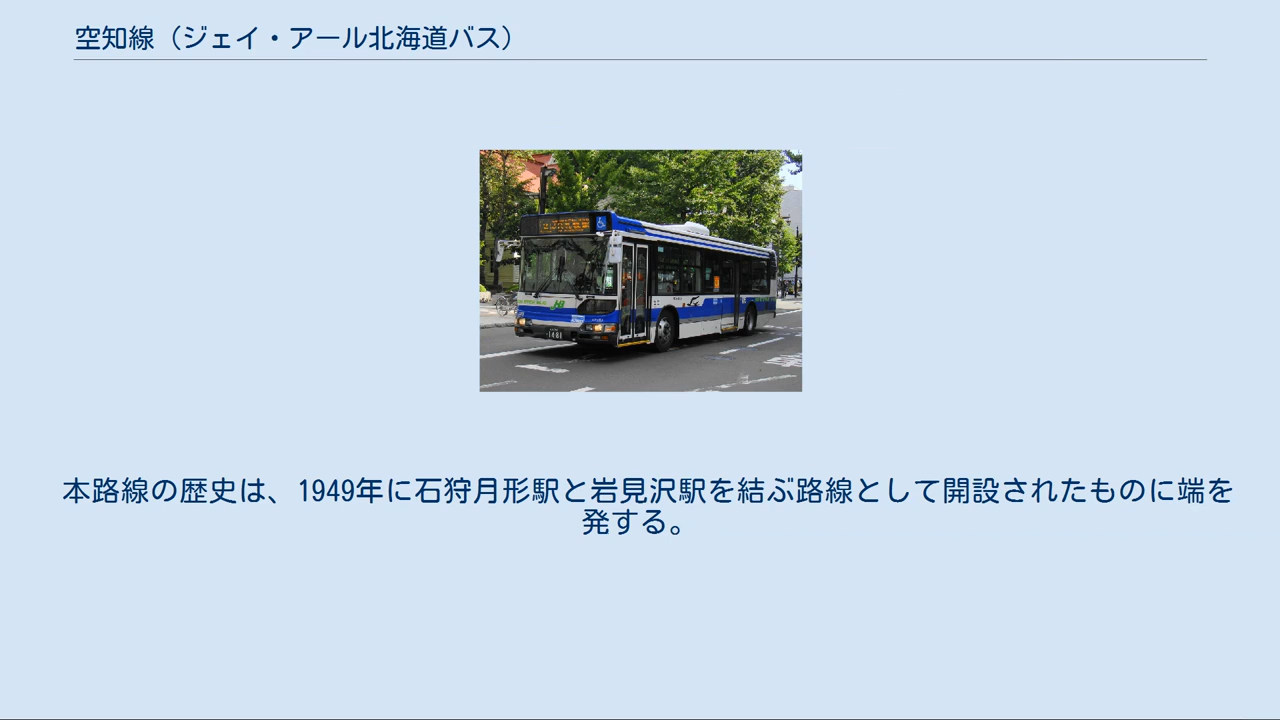 空知線（ジェイ・アール北海道バス）
本路線の歴史は、1949年に石狩月形駅と岩見沢駅を結ぶ路線として開設されたものに端を
発する。